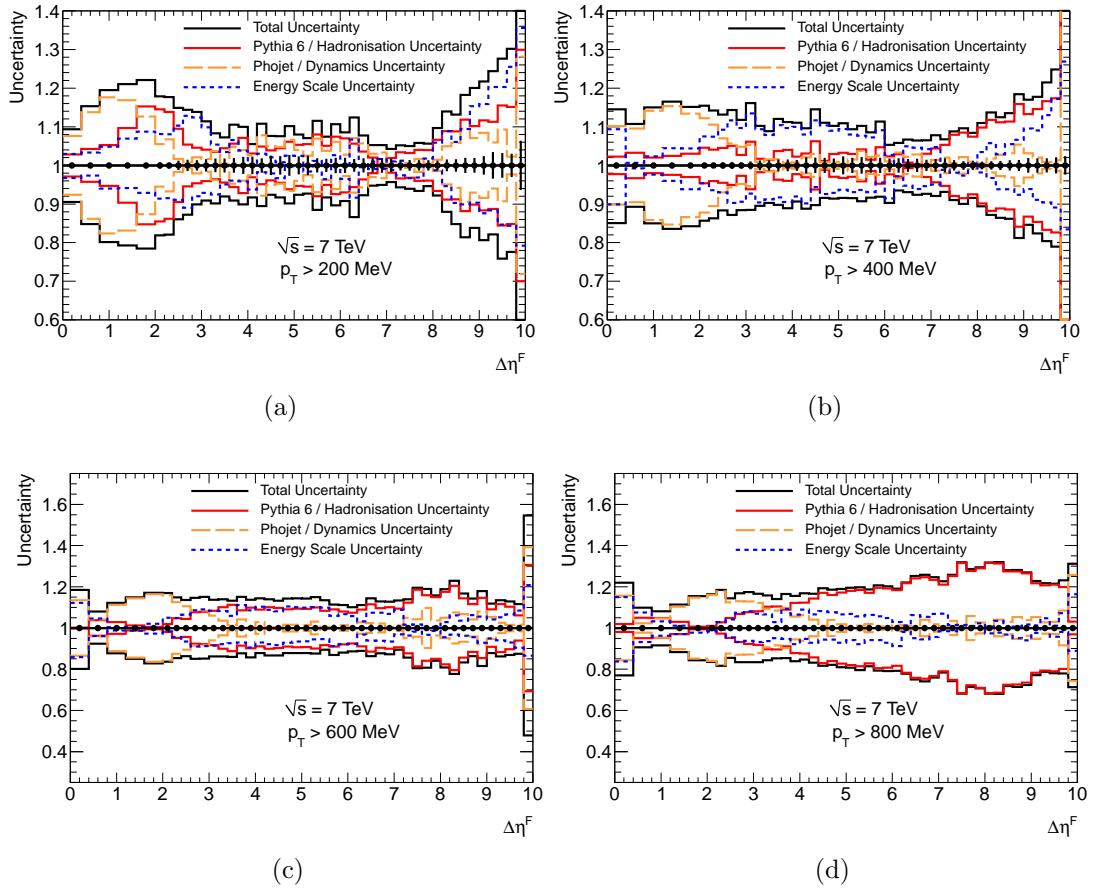 Uncertainty
1.4
1.3
1.2
1.1
1
0.9
0.8
0.7
0.6
Total Uncertainty
Pythia 6 / Hadronisation Uncertainty
Phojet / Dynamics Uncertainty
Energy Scale Uncertainty
√s = 7 TeV
p_T > 200 MeV
0 1 2 3 4 5 6 7 8 9 10
Δη^F
(a)
Uncertainty
1.4
1.3
1.2
1.1
1
0.9
0.8
0.7
0.6
Total Uncertainty
Pythia 6 / Hadronisation Uncertainty
Phojet / Dynamics Uncertainty
Energy Scale Uncertainty
√s = 7 TeV
p_T > 400 MeV
0 1 2 3 4 5 6 7 8 9 10
Δη^F
(b)
Uncertainty
1.6
1.4
1.2
1
0.8
0.6
0.4
Total Uncertainty
Pythia 6 / Hadronisation Uncertainty
Phojet / Dynamics Uncertainty
Energy Scale Uncertainty
√s = 7 TeV
p_T > 600 MeV
0 1 2 3 4 5 6 7 8 9 10
Δη^F
(c)
Uncertainty
1.6
1.4
1.2
1
0.8
0.6
0.4
Total Uncertainty
Pythia 6 / Hadronisation Uncertainty
Phojet / Dynamics Uncertainty
Energy Scale Uncertainty
√s = 7 TeV
p_T > 800 MeV
0 1 2 3 4 5 6 7 8 9 10
Δη^F
(d)